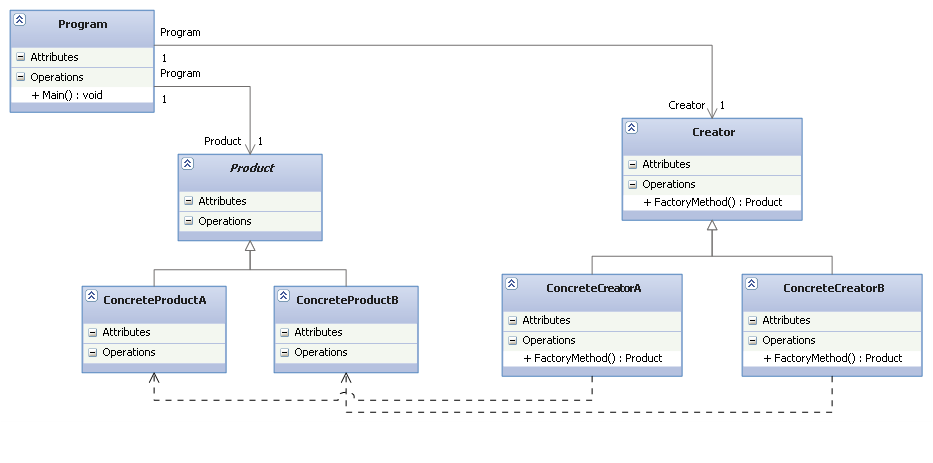 Program
Attributes
Operations
+ Main() : void
Program
1
Program
1
Product 1
Creator 1
Product
Attributes
Operations
Creator
Attributes
Operations
+ FactoryMethod() : Product
ConcreteProductA
Attributes
Operations
ConcreteProductB
Attributes
Operations
ConcreteCreatorA
Attributes
Operations
+ FactoryMethod() : Product
ConcreteCreatorB
Attributes
Operations
+ FactoryMethod() : Product